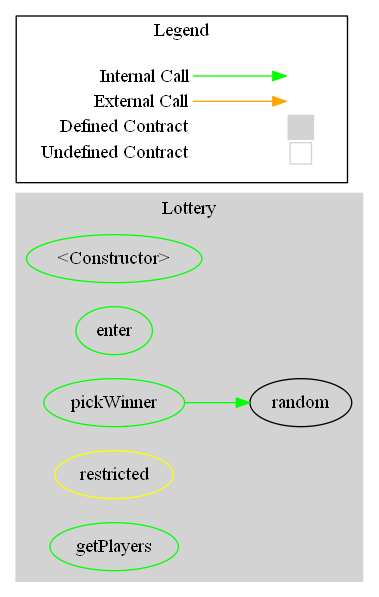 Legend
Internal Call
External Call
Defined Contract
Undefined Contract
Lottery
<Constructor>
enter
pickWinner
random
restricted
getPlayers